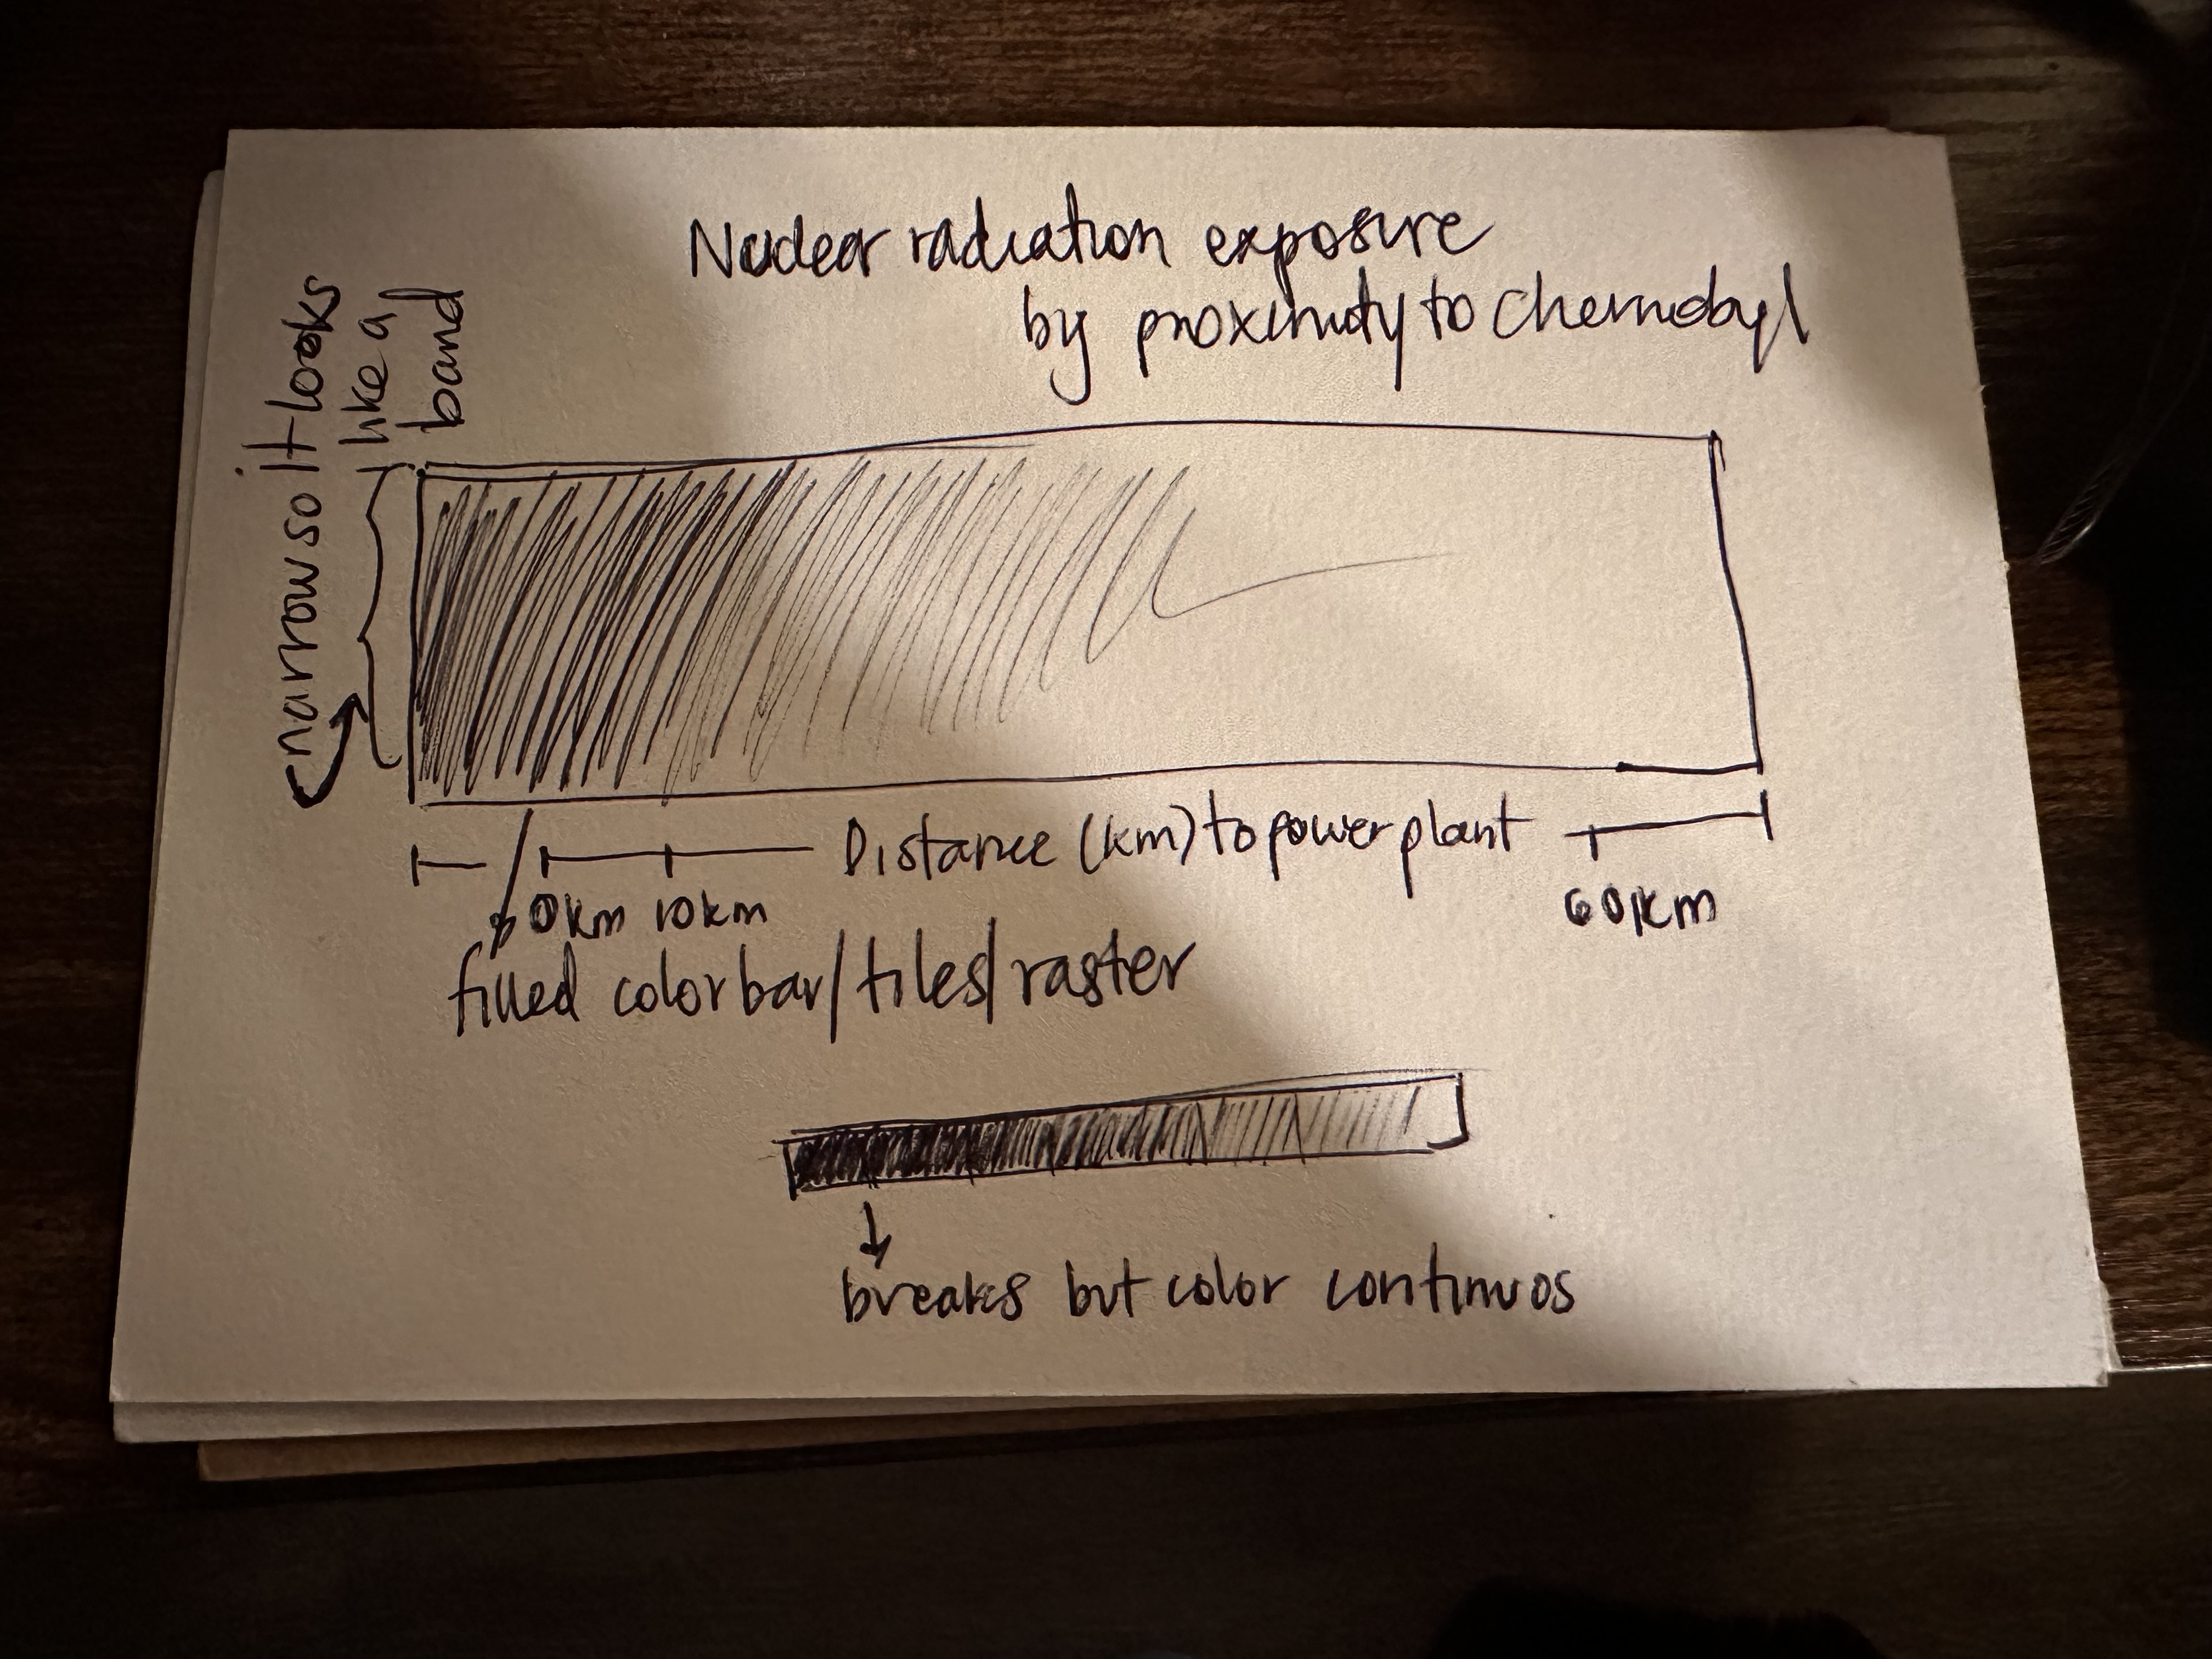 Nuclear radiation exposure
by proximity to Chernobyl
narrow so it looks
like a
band
0km 10km
60km
Distance (km) to power plant
filled color bar/tiles/raster
breaks but color continuos